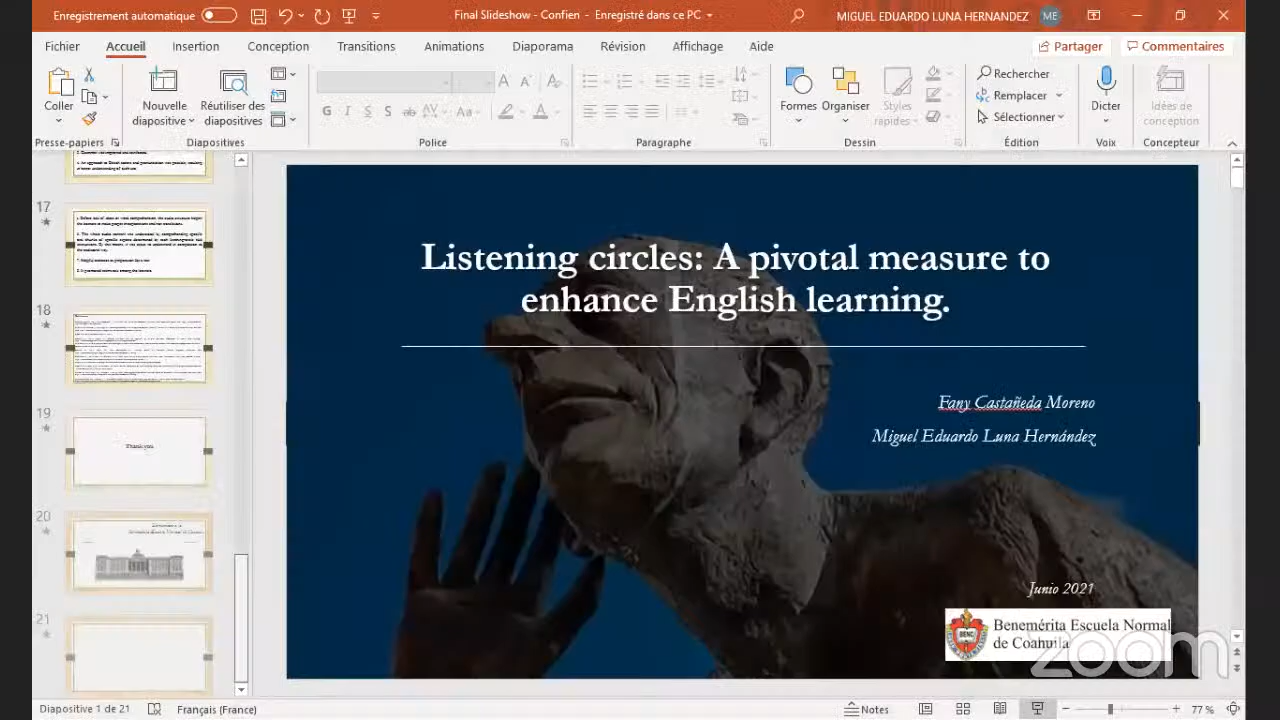 Enregistrement automatique
Final Slideshow - Confien - Enregistré dans ce PC
MIGUEL EDUARDO LUNA HERNANDEZ
ME
Fichier
Accueil
Insertion
Conception
Transitions
Animations
Diaporama
Révision
Affichage
Aide
Partager
Commentaires
Coller
Nouvelle
diapositive
Réutiliser des
diapositives
G I S S ab AV Aa A
Formes
Organiser
Styles
rapides
Rechercher
Remplacer
Sélectionner
Dicter
Idées de
conception
Presse-papiers
Diapositives
Police
Paragraphe
Dessin
Édition
Voix
Concepteur
17
18
19
Thank you
20
21
Listening circles: A pivotal measure to
enhance English learning.
Fany Castañeda Moreno
Miguel Eduardo Luna Hernández
Junio 2021
BENC
Benemérita Escuela Normal
de Coahuila
zoom
Diapositive 1 de 21
Français (France)
Notes
77 %